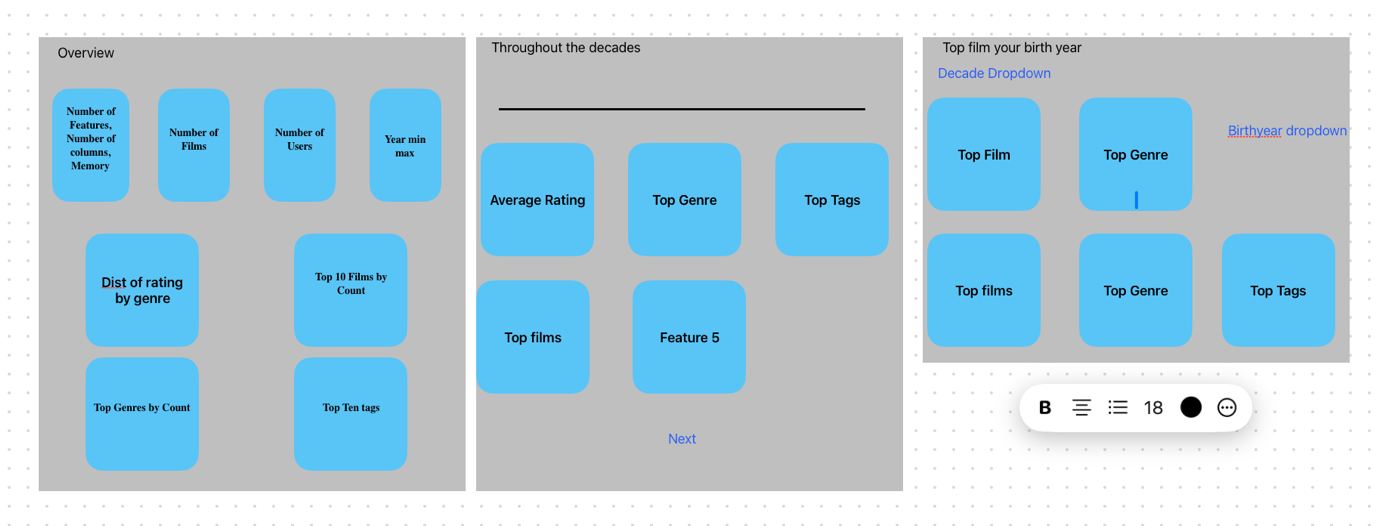 Overview
Number of
Features,
Number of
columns,
Memory
Number of
Films
Number of
Users
Year min
max
Dist of rating
by genre
Top 10 Films by
Count
Top Genres by Count
Top Ten tags
Throughout the decades
Average Rating
Top Genre
Top Tags
Top films
Feature 5
Next
Top film your birth year
Decade Dropdown
Birthyear dropdown
Top Film
Top Genre
Top films
Top Genre
Top Tags
B
18